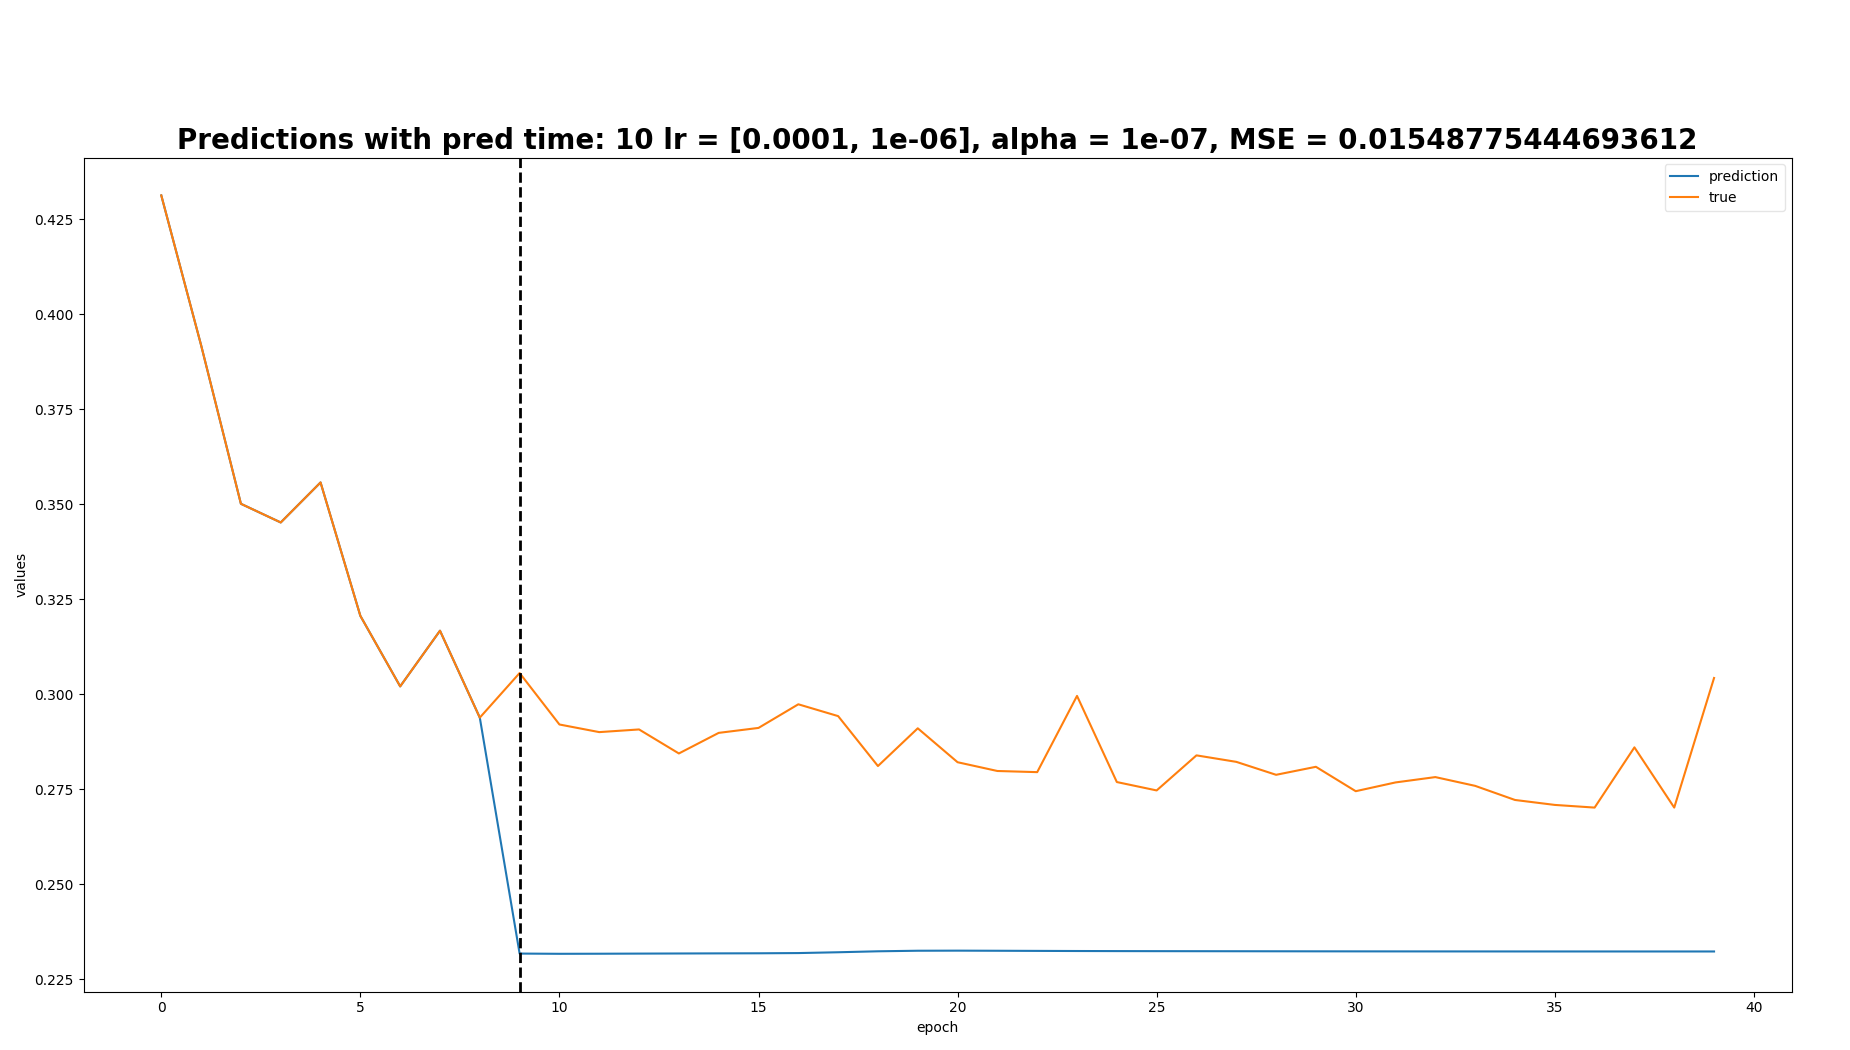 Predictions with pred time: 10 lr = [0.0001, 1e-06], alpha = 1e-07, MSE = 0.01548775444693612
prediction
true
0.425
0.400
0.375
0.350
0.325
0.300
0.275
0.250
0.225
values
0 5 10 15 20 25 30 35 40
epoch